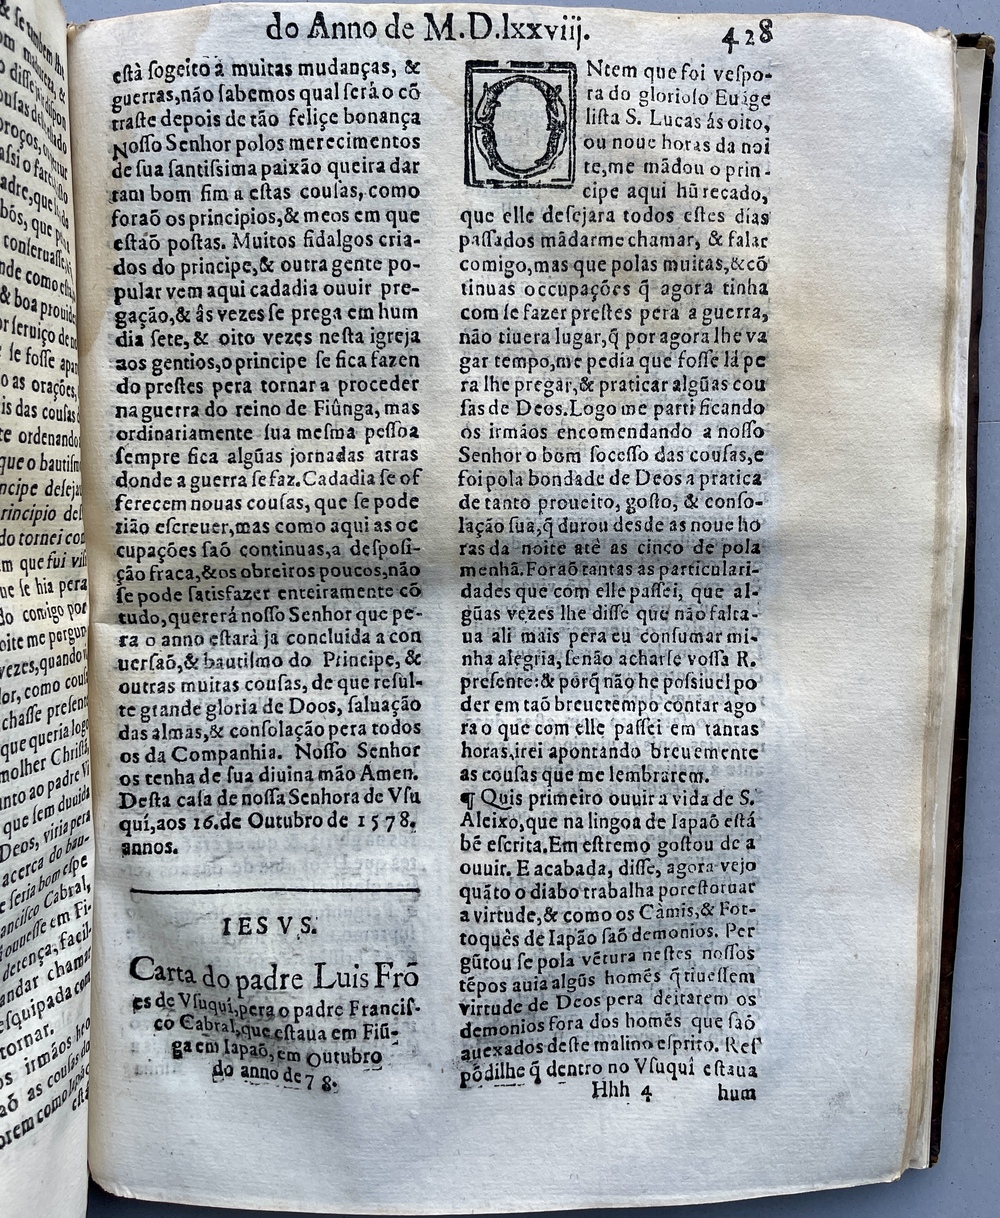 do Anno de M.D.lxxviij.
428
està ſogeito à muitas mudanças, &
guerras,não ſabemos qual ſerá o cõ
traſte depois de tão feliçe bonança
Noſſo Senhor polos merecimentos
de ſua ſantiſsima paixão queira dar
tam bom fim a eſtas couſas, como
foraõ os principios,& meos em que
eſtaõ poſtas. Muitos fidalgos cria-
dos do principe,& outra gente po-
pular vem aqui cadadia ouuir pre-
gação,& âs vezes ſe prega em hum
dia ſete, & oito vezes neſta igreja
aos gentios,o principe ſe fica fazen
do preſtes pera tornar a proceder
na guerra do reino de Fiûnga, mas
ordinariamente ſua meſma peſſoa
ſempre fica algũas jornadas atras
donde a guerra ſe faz.Cadadia ſe of
ferecem nouas couſas, que ſe pode
rião eſcreuer,mas como aqui as oc
cupações ſaõ continuas,a deſpoſi-
ção fraca,&os obreiros poucos,não
ſe pode ſatisfazer enteiramente cõ
tudo,quererá noſſo Senhor que pe-
ra o anno eſtará ja concluida a con
uerſaõ,& bautiſmo do Principe, &
outras muitas couſas, de que reſul-
te grande gloria de Doos, ſaluação
das almas,& conſolação pera todos
os da Companhia. Noſſo Senhor
os tenha de ſua diuina mão Amen.
Deſta caſa de noſſa Senhora de Vſu
quí,aos 16.de Outubro de 1578.
annos.
IESVS.
Carta do padre Luis Frõ
es de Vſuquí,pera o padre Franciſ-
co Cabral,que eſtaua em Fiũ-
ga em Iapaõ,em Outubro
do anno de 78.
ONtem que foi veſpo-
ra do glorioſo Euãge
liſta S. Lucas ás oito,
ou noue horas da noi
te,me mãdou o prin-
cipe aqui hũ recado,
que elle deſejara todos eſtes dias
paſſados mãdarme chamar, & falar
comigo,mas que polas muitas,&cõ
tinuas occupações q̃ agora tinha
com ſe fazer preſtes pera a guerra,
não tiuera lugar,q̃ por agora lhe va
gar tempo,me pedia que foſſe lá pe
ra lhe pregar,& praticar algũas cou
ſas de Deos.Logo me partificando
os irmãos encomendando a noſſo
Senhor o bom ſoceſſo das couſas,e
foi pola bondade de Deos a pratica
de tanto proueito, goſto, & conſo-
lação ſua,q̃ durou desde as noue ho
ras da noite atè as cinco de pola
menhã.Foraõ tantas as particulari-
dades que com elle paſſei, que al-
gũas vezes lhe diſſe que não falta-
ua ali mais pera eu conſumar mi-
nha alegria, ſenão acharſe voſſa R.
preſente:& porq̃ não he poſsiuel po
der em taõ breue tempo contar ago
ra o que com elle paſſei em tantas
horas,irei apontando breuemente
as couſas que me lembrarem.
¶ Quis primeiro ouuir a vida de S.
Aleixo,que na lingoa de Iapaõ eſtá
bẽ eſcrita.Em eſtremo goſtou de a
ouuir. E acabada, diſſe, agora vejo
quãto o diabo trabalha por eſtoruar
a virtude,& como os Càmis,& Fot-
toquès de Iapão ſaõ demonios. Per
gũtou ſe pola vẽtura neſtes noſſos
tẽpos auia algũs homẽs q̃ tiueſſem
virtude de Deos pera deitarem os
demonios fora dos homẽs que ſaõ
auexados deſte malino eſprito. Reſ
põdilhe q̃ dentro no Vſuquî eſtaua
Hhh 4
hum